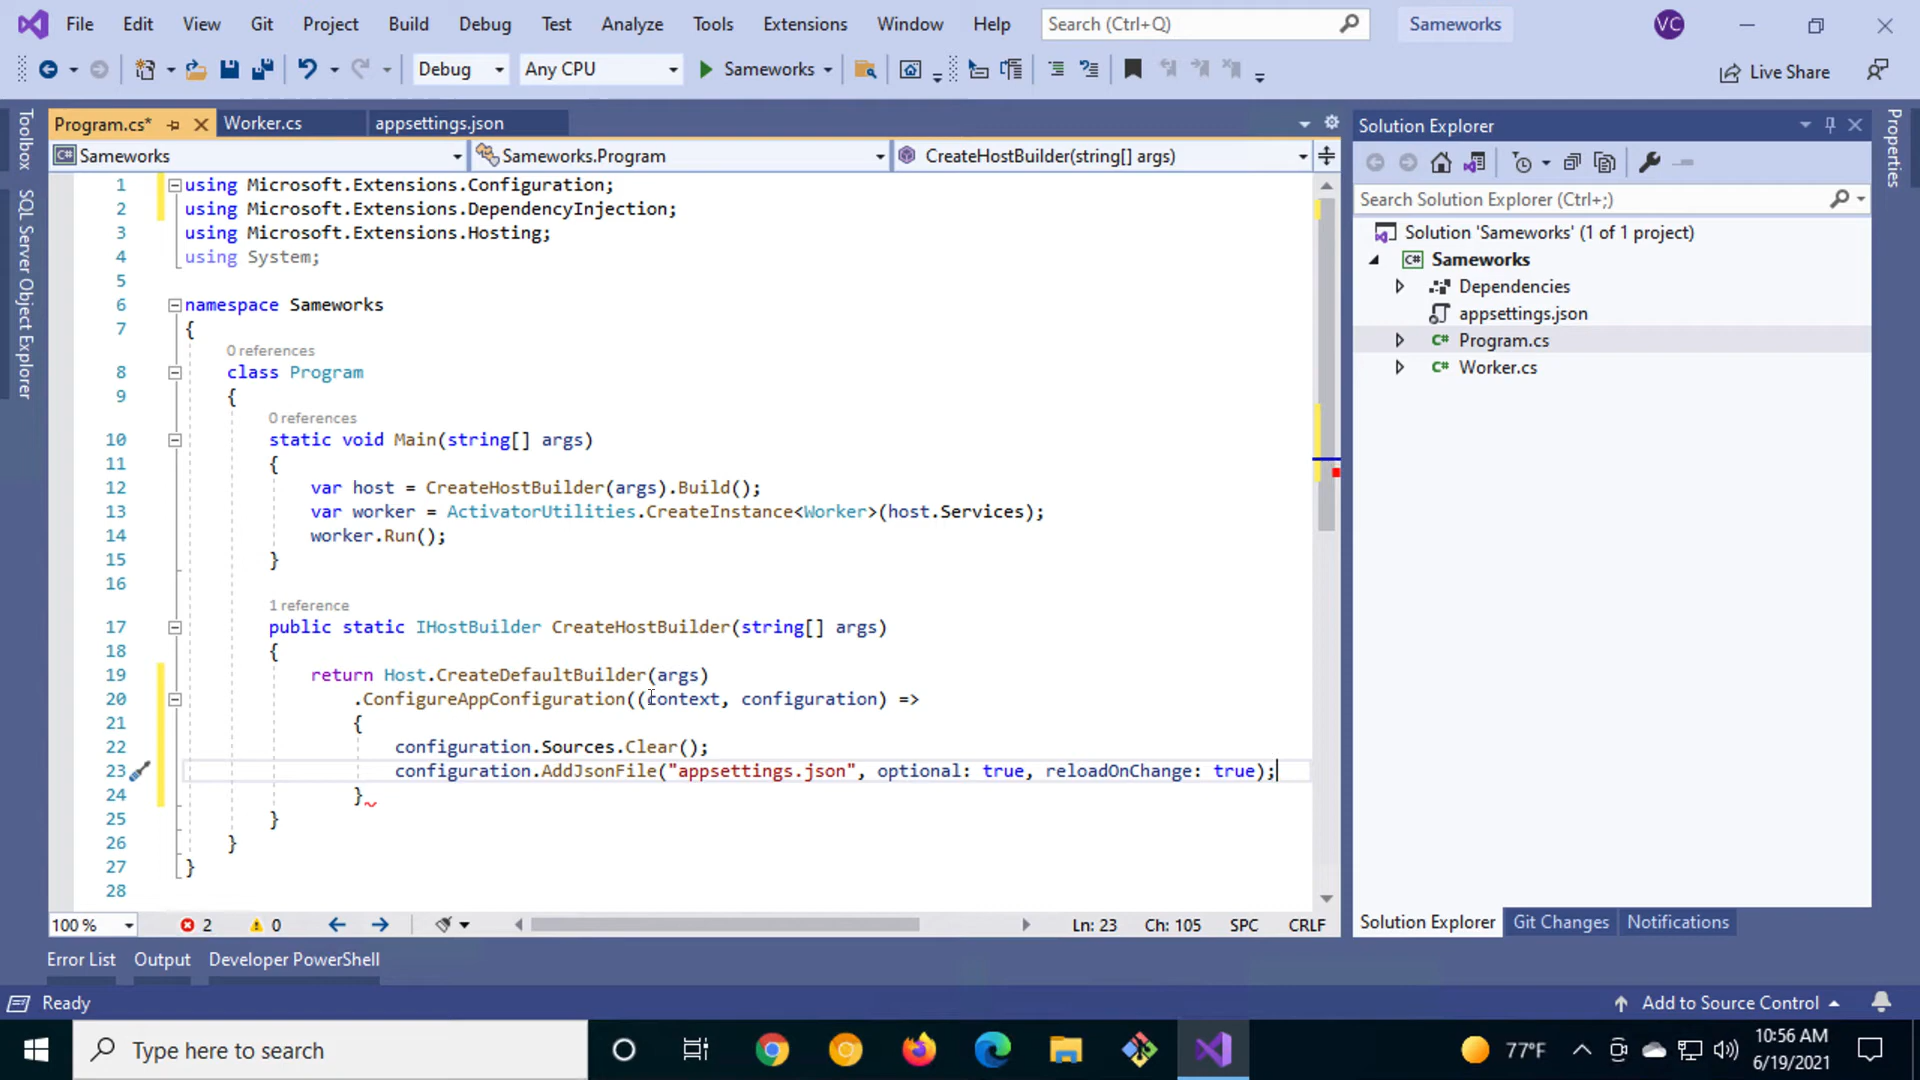 File Edit View Git Project Build Debug Test Analyze Tools Extensions Window Help Search (Ctrl+Q) Sameworks VC
Debug Any CPU Sameworks Live Share
Program.cs* Worker.cs appsettings.json
Sameworks Sameworks.Program CreateHostBuilder(string[] args)
Toolbox
SQL Server Object Explorer
1 using Microsoft.Extensions.Configuration;
2 using Microsoft.Extensions.DependencyInjection;
3 using Microsoft.Extensions.Hosting;
4 using System;
5
6 namespace Sameworks
7 {
0 references
8 class Program
9 {
0 references
10 static void Main(string[] args)
11 {
12 var host = CreateHostBuilder(args).Build();
13 var worker = ActivatorUtilities.CreateInstance<Worker>(host.Services);
14 worker.Run();
15 }
16
1 reference
17 public static IHostBuilder CreateHostBuilder(string[] args)
18 {
19 return Host.CreateDefaultBuilder(args)
20 .ConfigureAppConfiguration((context, configuration) =>
21 {
22 configuration.Sources.Clear();
23 configuration.AddJsonFile("appsettings.json", optional: true, reloadOnChange: true);
24 }
25 }
26 }
27 }
28
100 % 2 0 Ln: 23 Ch: 105 SPC CRLF
Solution Explorer
Search Solution Explorer (Ctrl+;)
Solution 'Sameworks' (1 of 1 project)
C# Sameworks
Dependencies
appsettings.json
C# Program.cs
C# Worker.cs
Solution Explorer Git Changes Notifications
Properties
Error List Output Developer PowerShell
Ready Add to Source Control
Type here to search 77°F 10:56 AM
6/19/2021